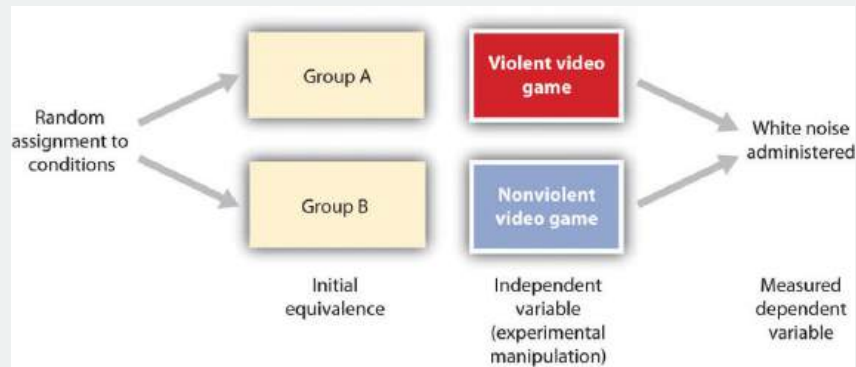 Random
assignment to
conditions
Group A
Group B
Violent video
game
Nonviolent
video game
White noise
administered
Initial
equivalence
Independent
variable
(experimental
manipulation)
Measured
dependent
variable